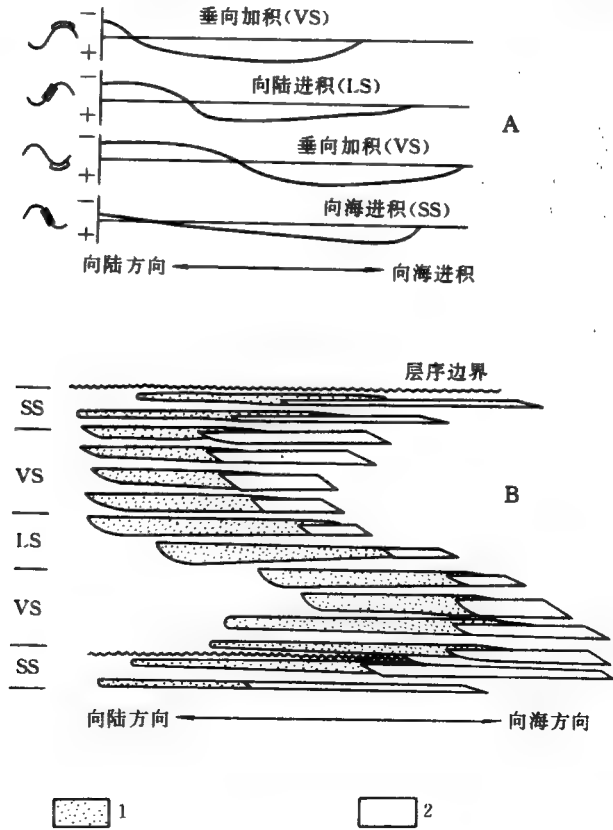 − 垂向加积(VS)
+
− 向陆进积(LS)
+
A
− 垂向加积(VS)
+
− 向海进积(SS)
+
向陆方向 向海进积
层序边界
SS
VS
B
LS
VS
SS
向陆方向 向海方向
1 2